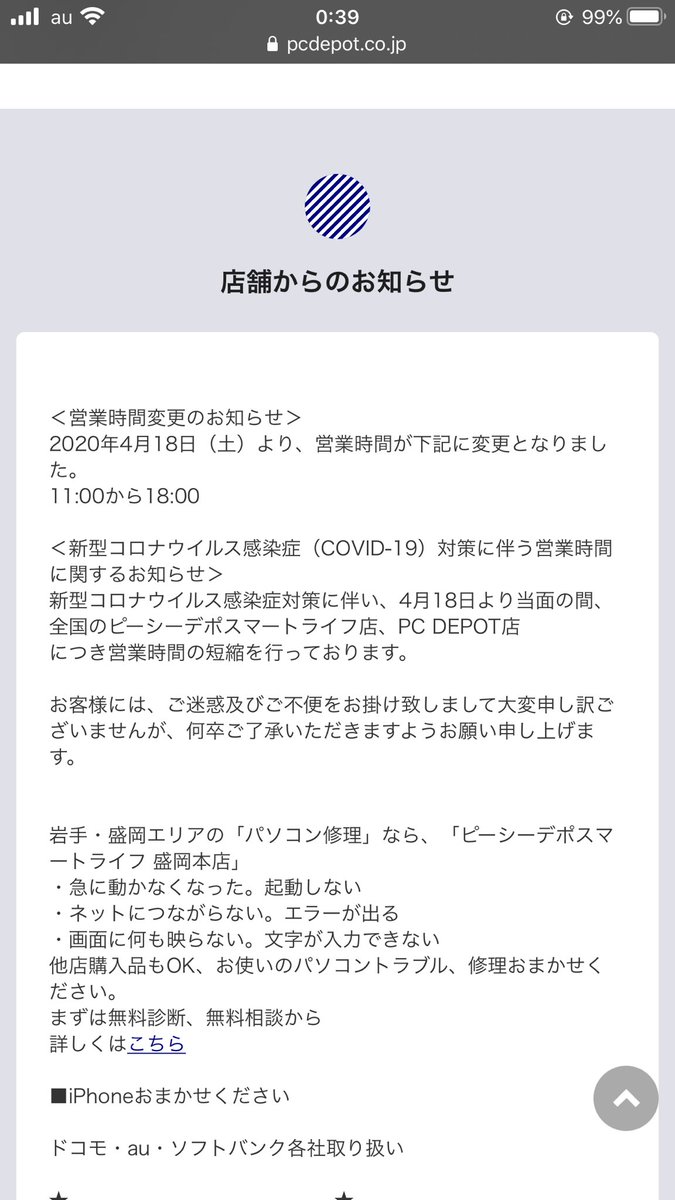 au 0:39 99%
pcdepot.co.jp
店舗からのお知らせ
＜営業時間変更のお知らせ＞
2020年4月18日（土）より、営業時間が下記に変更となりまし
た。
11:00から18:00
＜新型コロナウイルス感染症（COVID-19）対策に伴う営業時間
に関するお知らせ＞
新型コロナウイルス感染症対策に伴い、4月18日より当面の間、
全国のピーシーデポスマートライフ店、PC DEPOT店
につき営業時間の短縮を行っております。
お客様には、ご迷惑及びご不便をお掛け致しまして大変申し訳ご
ざいませんが、何卒ご了承いただきますようお願い申し上げま
す。
岩手・盛岡エリアの「パソコン修理」なら、「ピーシーデポスマ
ートライフ 盛岡本店」
・急に動かなくなった。起動しない
・ネットにつながらない。エラーが出る
・画面に何も映らない。文字が入力できない
他店購入品もOK、お使いのパソコントラブル、修理おまかせく
ださい。
まずは無料診断、無料相談から
詳しくはこちら
■iPhoneおまかせください
ドコモ・au・ソフトバンク各社取り扱い